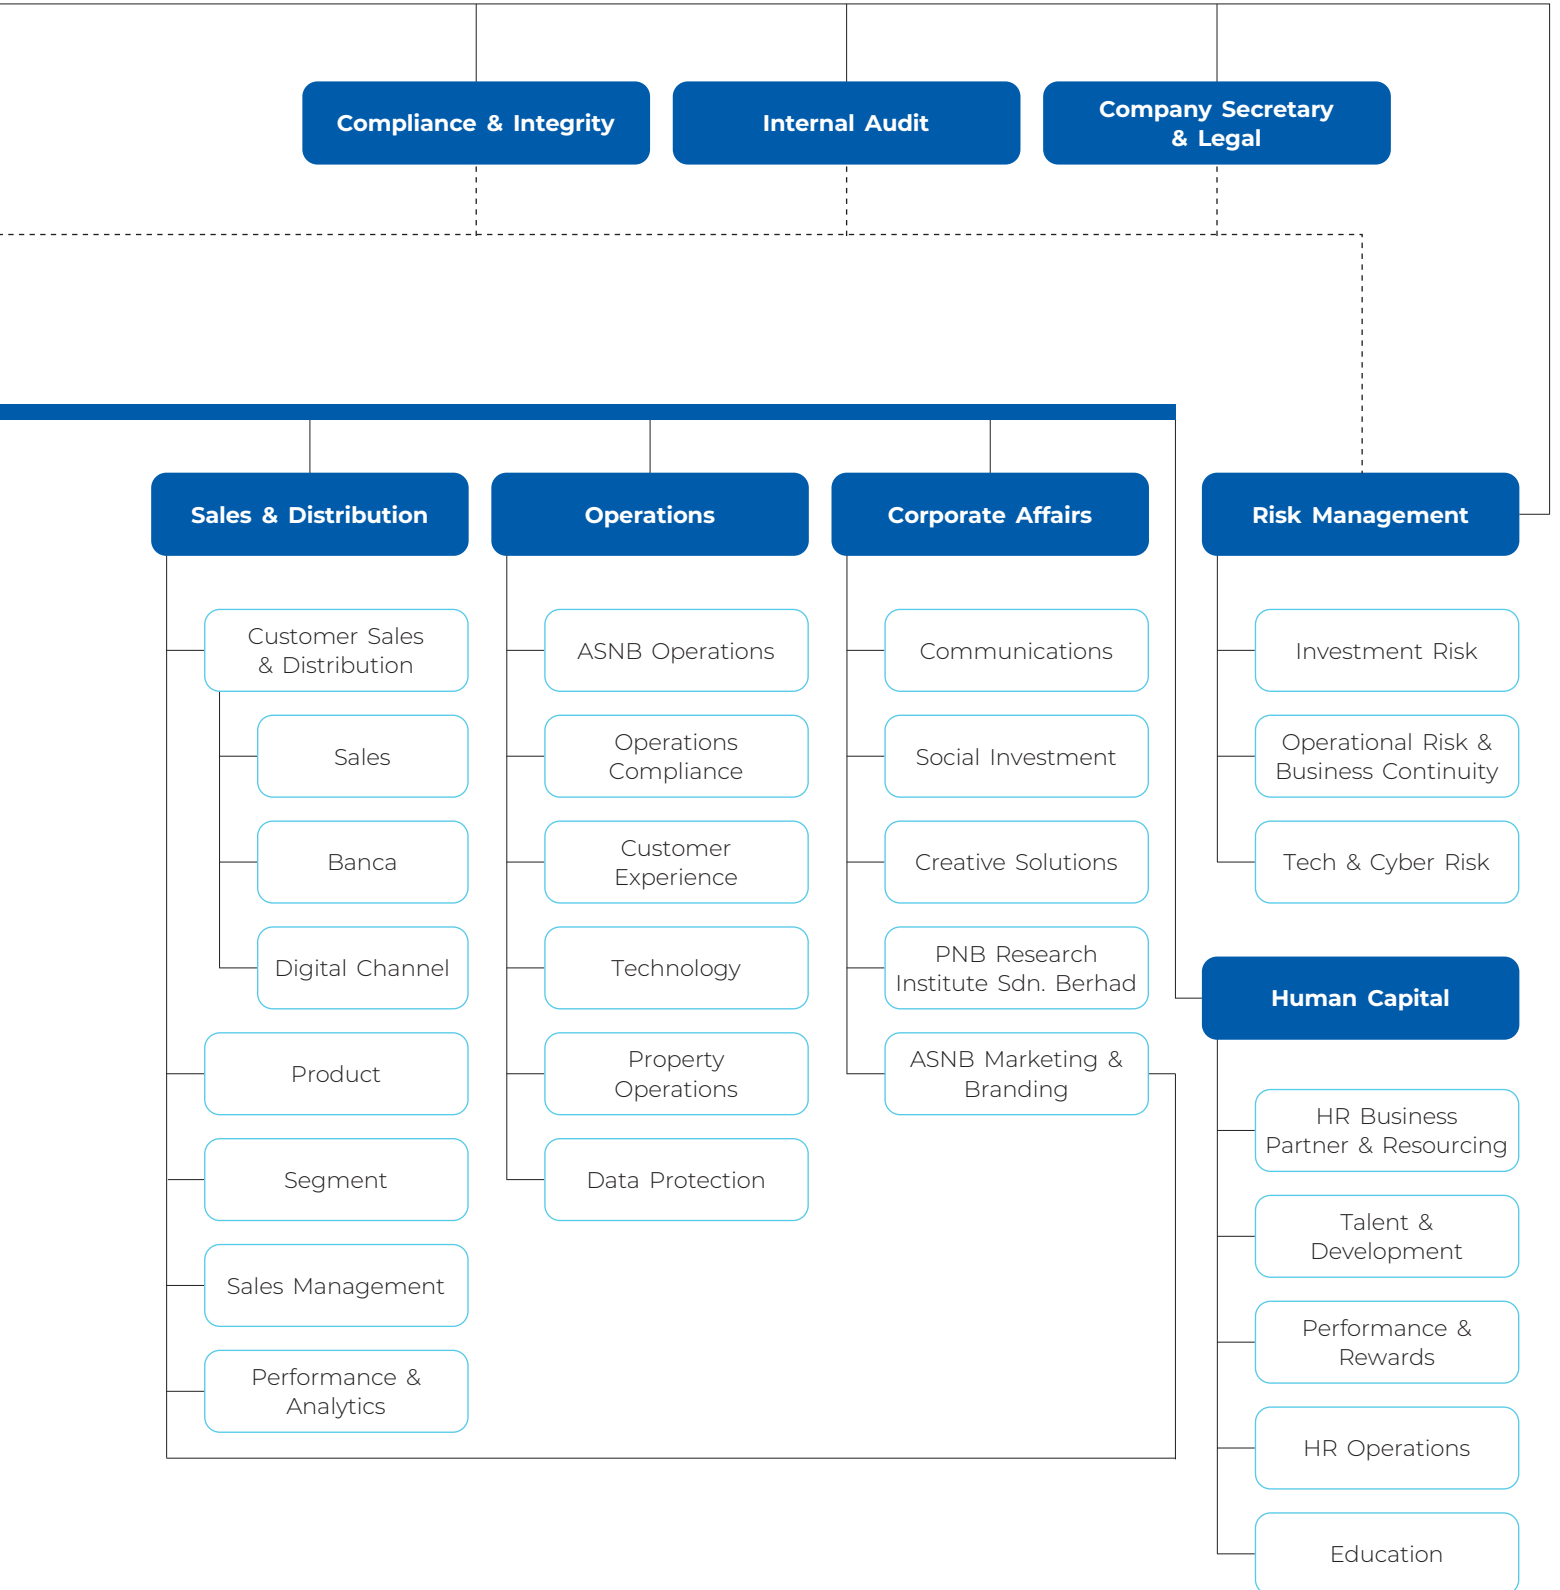 Compliance & Integrity
Internal Audit
Company Secretary
& Legal
Sales & Distribution
Customer Sales
& Distribution
Sales
Banca
Digital Channel
Product
Segment
Sales Management
Performance &
Analytics
Operations
ASNB Operations
Operations
Compliance
Customer
Experience
Technology
Property
Operations
Data Protection
Corporate Affairs
Communications
Social Investment
Creative Solutions
PNB Research
Institute Sdn. Berhad
ASNB Marketing &
Branding
Risk Management
Investment Risk
Operational Risk &
Business Continuity
Tech & Cyber Risk
Human Capital
HR Business
Partner & Resourcing
Talent &
Development
Performance &
Rewards
HR Operations
Education